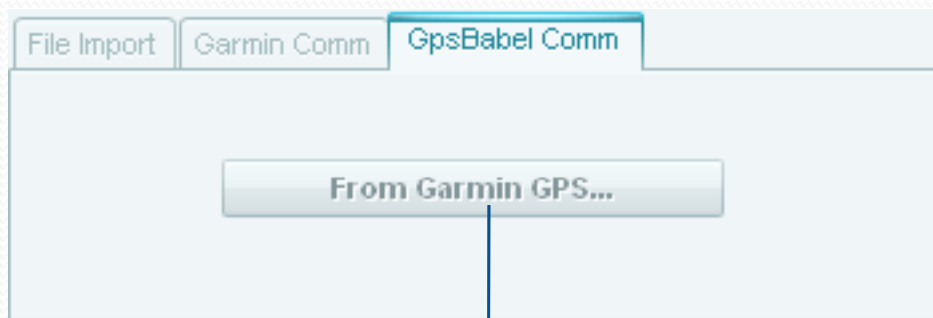 File Import Garmin Comm GpsBabel Comm
From Garmin GPS...